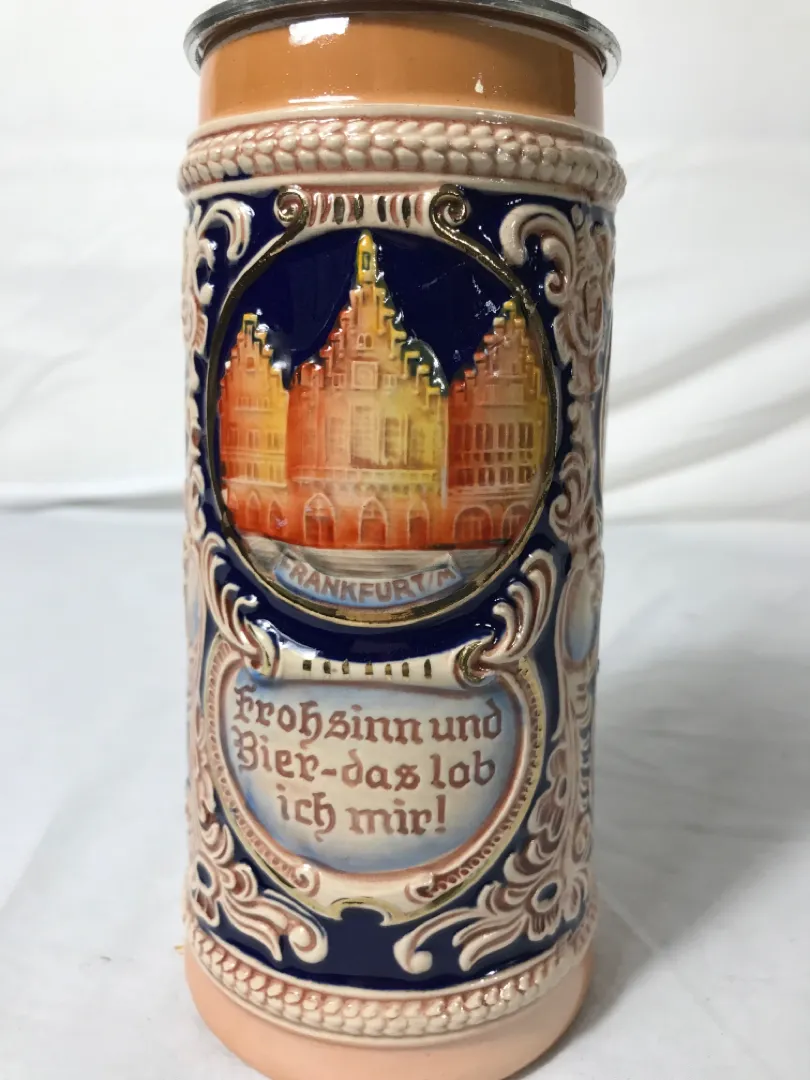 FRANKFURT/M
Frohsinn und
Bier-das lob
ich mir!